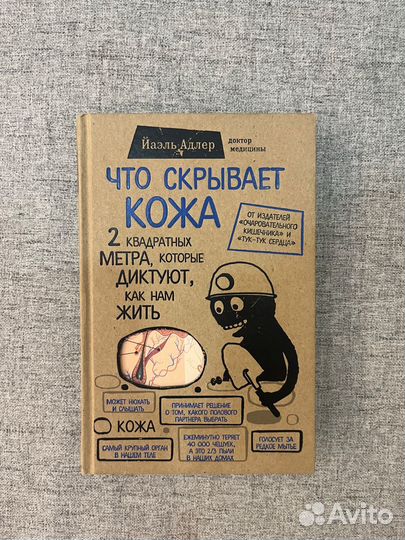 Йаэль Адлер
доктор
медицины
ЧТО СКРЫВАЕТ
КОЖА
ОТ ИЗДАТЕЛЕЙ
«ОЧАРОВАТЕЛЬНОГО
КИШЕЧНИКА» И
«ТУК-ТУК СЕРДЦА»
2 КВАДРАТНЫХ
МЕТРА, КОТОРЫЕ
ДИКТУЮТ,
КАК НАМ
ЖИТЬ
МОЖЕТ НЮХАТЬ
И СЛЫШАТЬ
ПРИНИМАЕТ РЕШЕНИЕ
О ТОМ, КАКОГО ПОЛОВОГО
ПАРТНЕРА ВЫБРАТЬ
КОЖА
САМЫЙ КРУПНЫЙ ОРГАН
В НАШЕМ ТЕЛЕ
ЕЖЕМИНУТНО ТЕРЯЕТ
40 000 ЧЕШУЕК,
А ЭТО 2/3 ПЫЛИ
В НАШИХ ДОМАХ
ГОЛОСУЕТ ЗА
РЕДКОЕ МЫТЬЕ
Avito